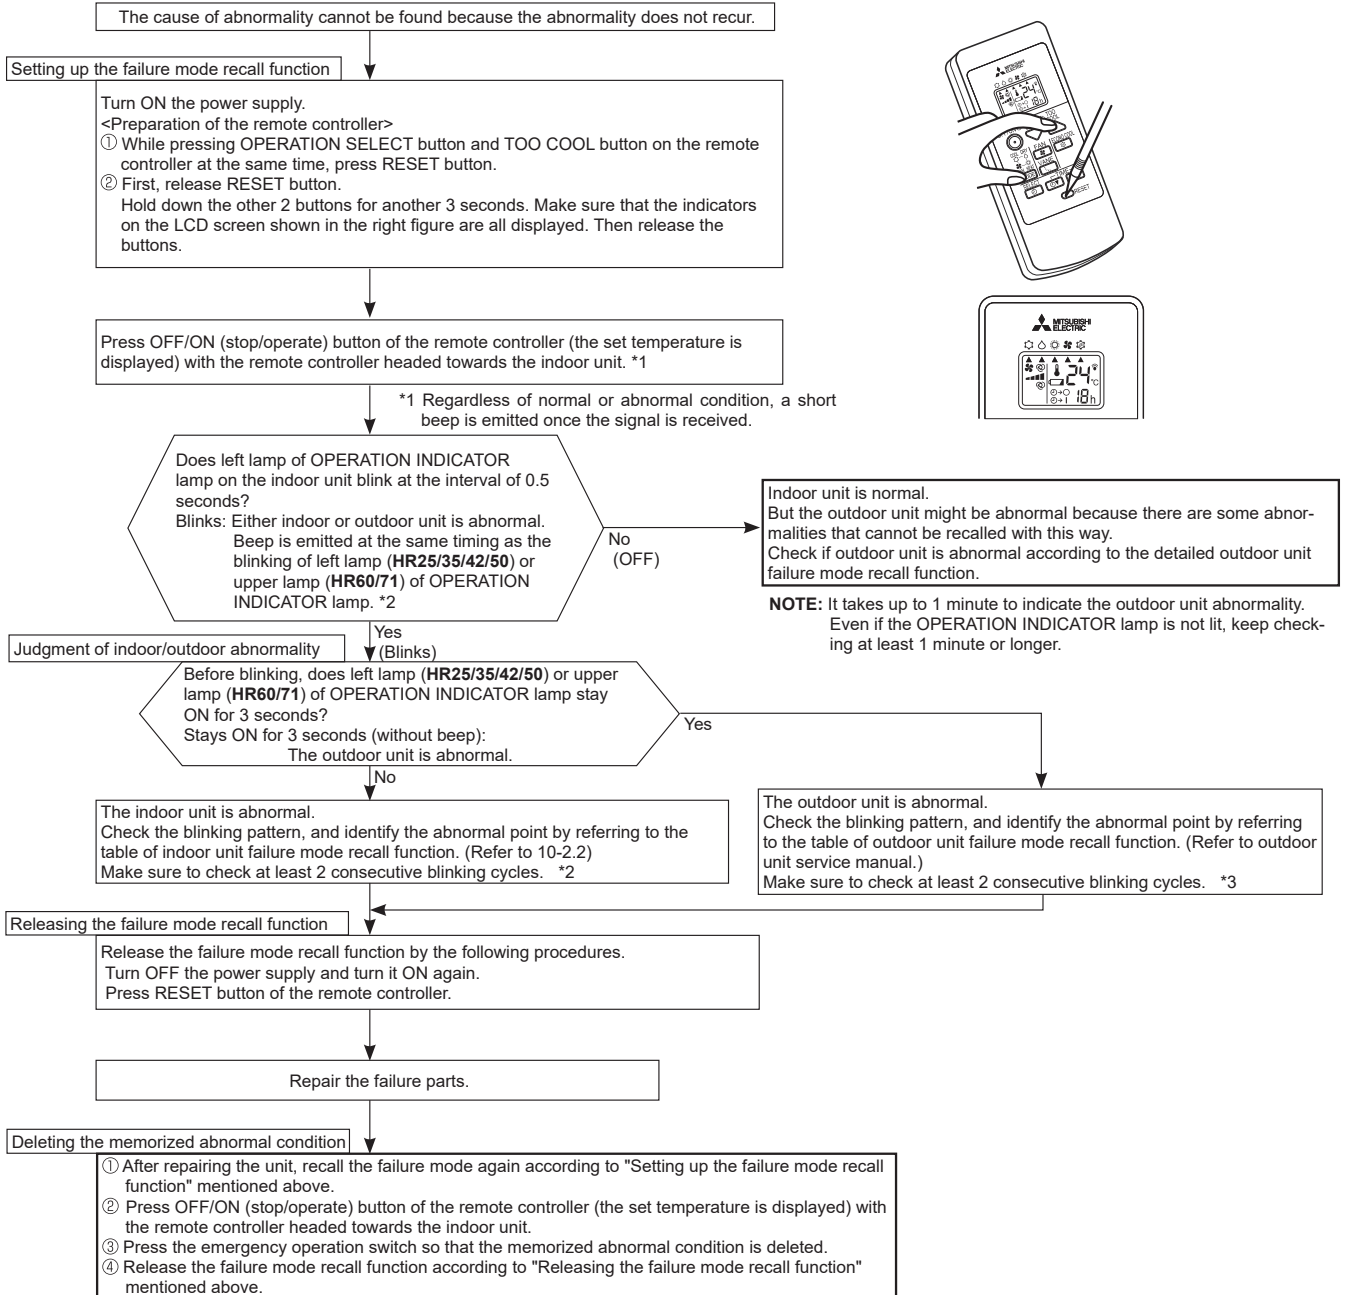 The cause of abnormality cannot be found because the abnormality does not recur.
Setting up the failure mode recall function
Turn ON the power supply.
<Preparation of the remote controller>
① While pressing OPERATION SELECT button and TOO COOL button on the remote
controller at the same time, press RESET button.
② First, release RESET button.
Hold down the other 2 buttons for another 3 seconds. Make sure that the indicators
on the LCD screen shown in the right figure are all displayed. Then release the
buttons.
MITSUBISHI
ELECTRIC
24
18h
TOO
COOL
ECONO COOL
FAN
VANE
TIME
SELECT
RESET
MITSUBISHI
ELECTRIC
24°C
18h
Press OFF/ON (stop/operate) button of the remote controller (the set temperature is
displayed) with the remote controller headed towards the indoor unit. *1
*1 Regardless of normal or abnormal condition, a short
beep is emitted once the signal is received.
Does left lamp of OPERATION INDICATOR
lamp on the indoor unit blink at the interval of 0.5
seconds?
Blinks: Either indoor or outdoor unit is abnormal.
Beep is emitted at the same timing as the
blinking of left lamp (HR25/35/42/50) or
upper lamp (HR60/71) of OPERATION
INDICATOR lamp. *2
No
(OFF)
Indoor unit is normal.
But the outdoor unit might be abnormal because there are some abnor-
malities that cannot be recalled with this way.
Check if outdoor unit is abnormal according to the detailed outdoor unit
failure mode recall function.
NOTE: It takes up to 1 minute to indicate the outdoor unit abnormality.
Even if the OPERATION INDICATOR lamp is not lit, keep check-
ing at least 1 minute or longer.
Yes
(Blinks)
Judgment of indoor/outdoor abnormality
Before blinking, does left lamp (HR25/35/42/50) or upper
lamp (HR60/71) of OPERATION INDICATOR lamp stay
ON for 3 seconds?
Stays ON for 3 seconds (without beep):
The outdoor unit is abnormal.
Yes
No
The indoor unit is abnormal.
Check the blinking pattern, and identify the abnormal point by referring to the
table of indoor unit failure mode recall function. (Refer to 10-2.2)
Make sure to check at least 2 consecutive blinking cycles. *2
The outdoor unit is abnormal.
Check the blinking pattern, and identify the abnormal point by referring
to the table of outdoor unit failure mode recall function. (Refer to outdoor
unit service manual.)
Make sure to check at least 2 consecutive blinking cycles. *3
Releasing the failure mode recall function
Release the failure mode recall function by the following procedures.
Turn OFF the power supply and turn it ON again.
Press RESET button of the remote controller.
Repair the failure parts.
Deleting the memorized abnormal condition
① After repairing the unit, recall the failure mode again according to "Setting up the failure mode recall
function" mentioned above.
② Press OFF/ON (stop/operate) button of the remote controller (the set temperature is displayed) with
the remote controller headed towards the indoor unit.
③ Press the emergency operation switch so that the memorized abnormal condition is deleted.
④ Release the failure mode recall function according to "Releasing the failure mode recall function"
mentioned above.